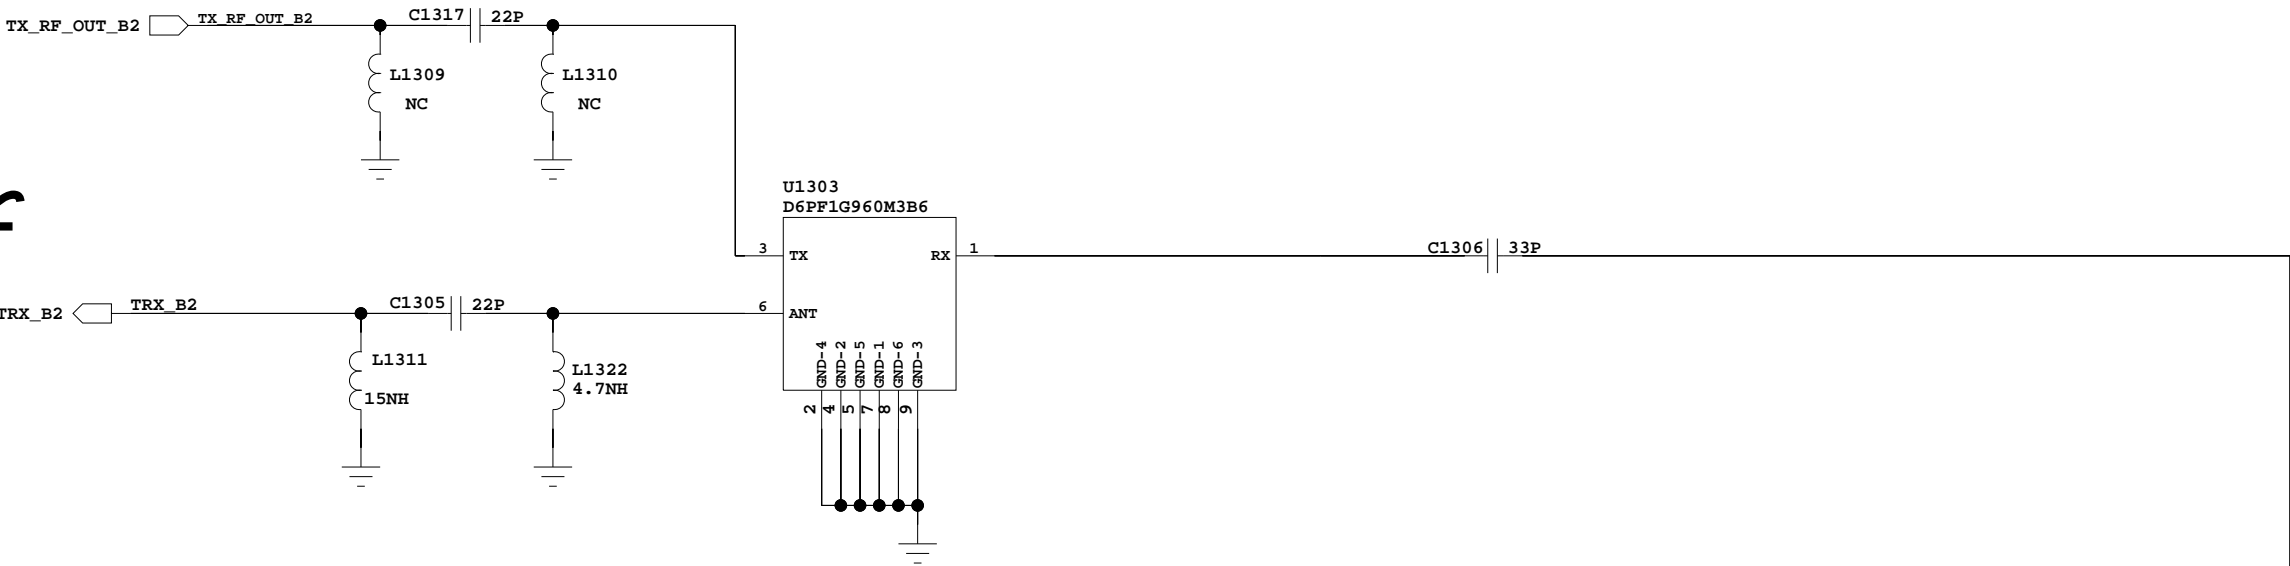 TX_RF_OUT_B2
TX_RF_OUT_B2
C1317
22P
L1309
NC
L1310
NC
U1303
D6PF1G960M3B6
3
TX
RX
1
C1306
33P
TRX_B2
TRX_B2
C1305
22P
6
ANT
L1311
15NH
L1322
4.7NH
GND-4
GND-2
GND-5
GND-1
GND-6
GND-3
2
4
5
7
8
9